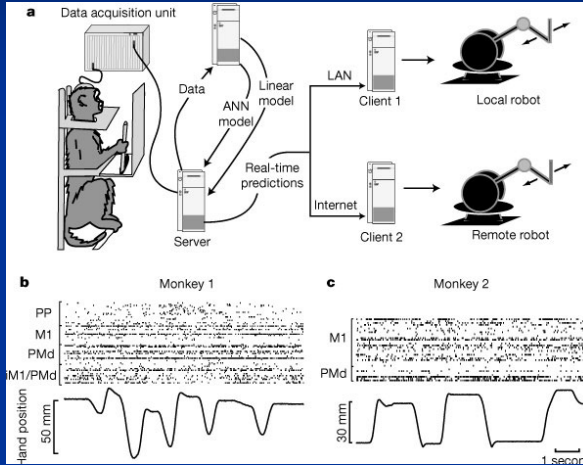 a
Data acquisition unit
Data
ANN
model
Linear
model
Real-time
predictions
Server
LAN
Client 1
Local robot
Internet
Client 2
Remote robot
b
Monkey 1
PP
M1
PMd
iM1/PMd
Hand position
50 mm
c
Monkey 2
M1
PMd
30 mm
1 secon